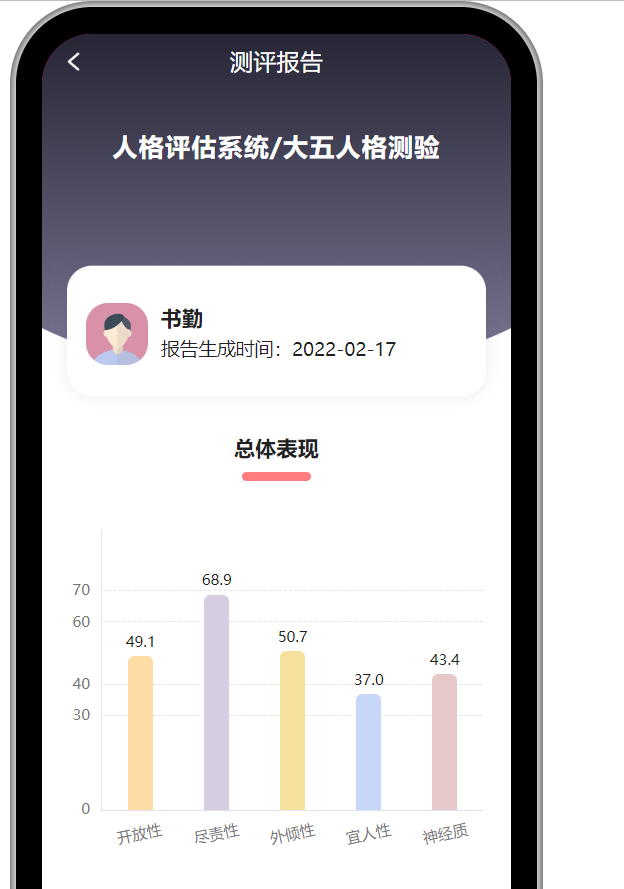 测评报告
人格评估系统/大五人格测验
书勤
报告生成时间：2022-02-17
总体表现
70
60
40
30
0
49.1
68.9
50.7
37.0
43.4
开放性
尽责性
外倾性
宜人性
神经质